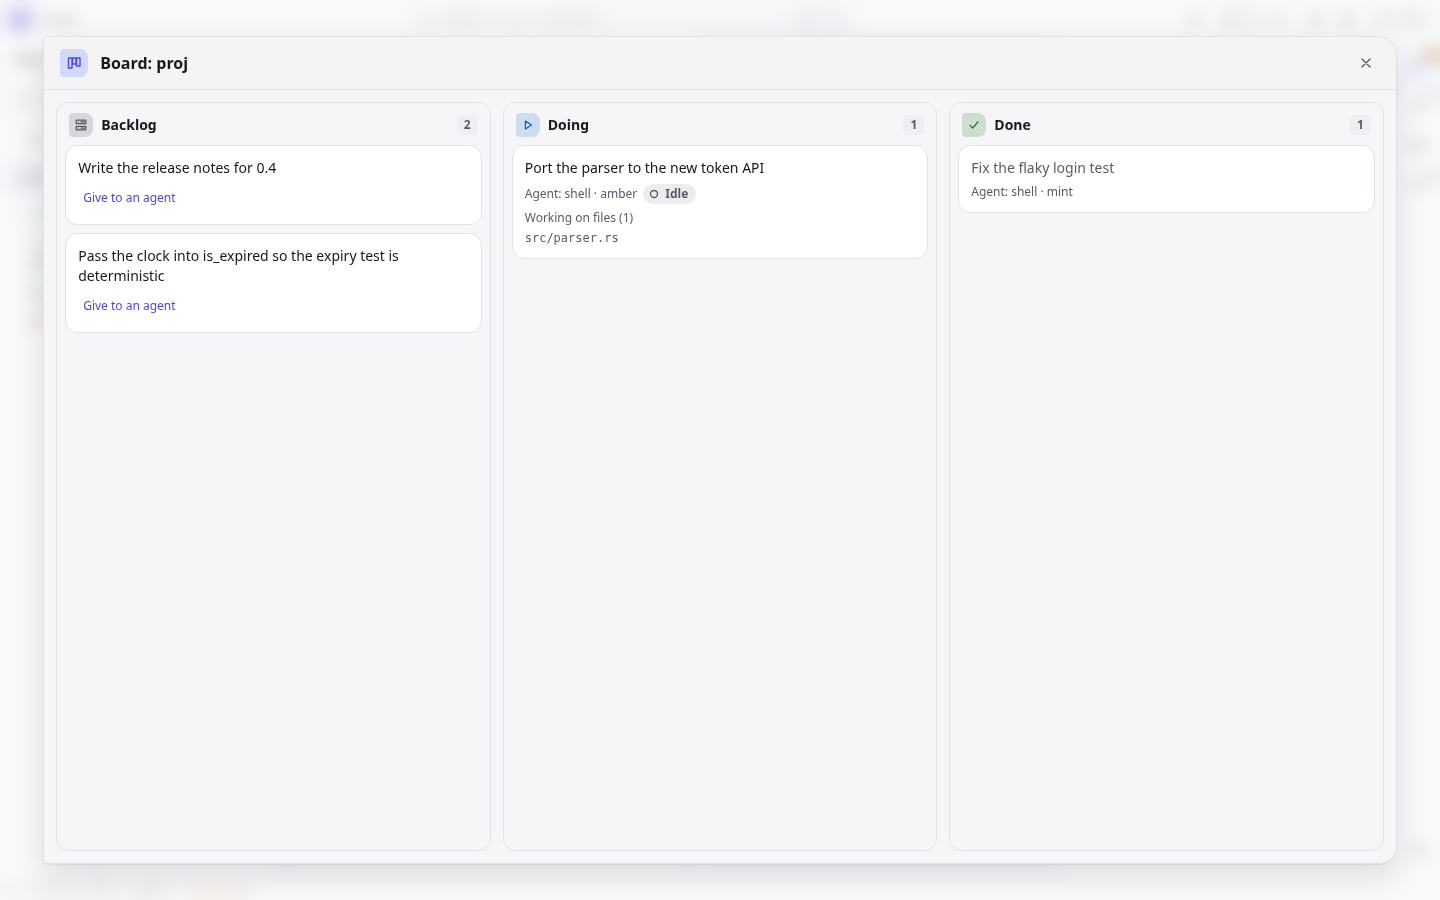 Board: proj
Backlog
2
Write the release notes for 0.4
Give to an agent
Pass the clock into is_expired so the expiry test is
deterministic
Give to an agent
Doing
1
Port the parser to the new token API
Agent: shell · amber
Idle
Working on files (1)
src/parser.rs
Done
1
Fix the flaky login test
Agent: shell · mint